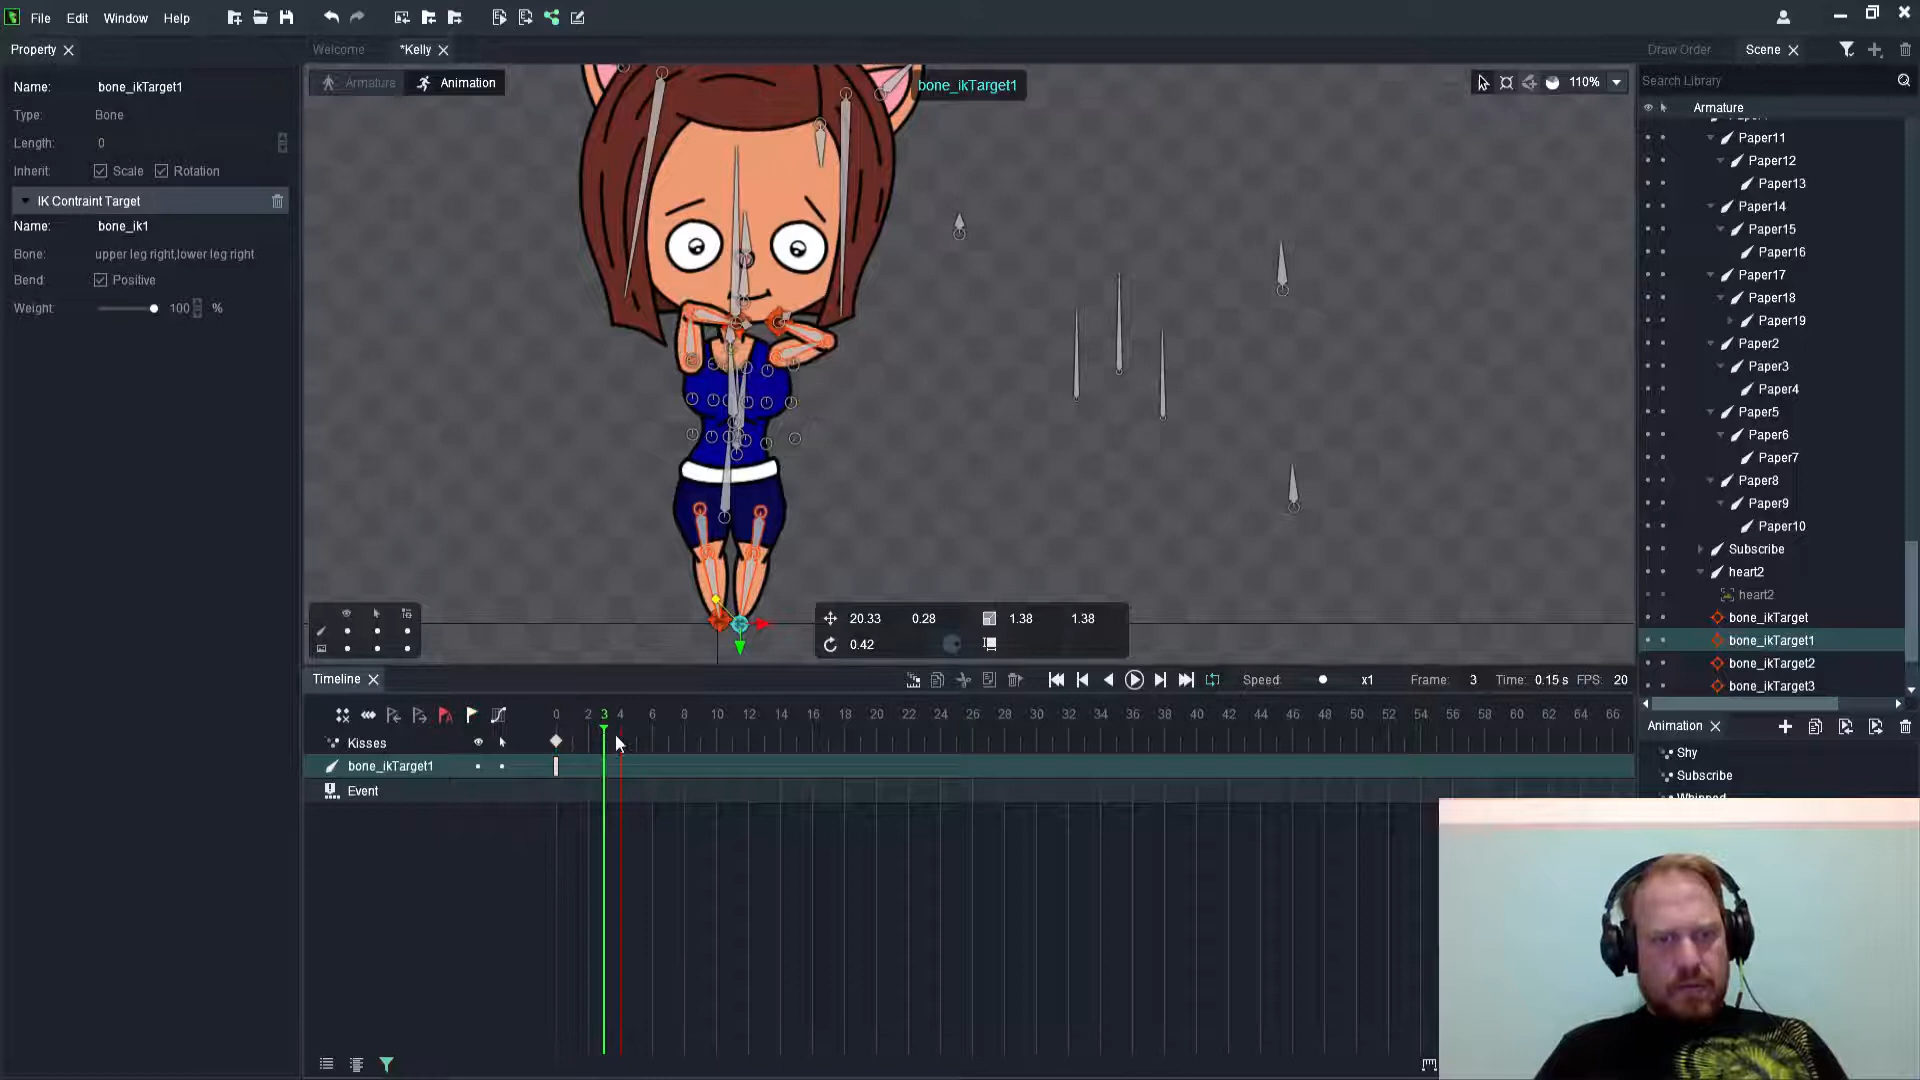 File Edit Window Help
Property
Welcome *Kelly
Draw Order Scene
Name: bone_ikTarget1
Type: Bone
Length: 0
Inherit: Scale Rotation
IK Contraint Target
Name: bone_ik1
Bone: upper leg right,lower leg right
Bend: Positive
Weight: 100 %
Armature Animation
bone_ikTarget1
110%
Search Library
Armature
Paper11
Paper12
Paper13
Paper14
Paper15
Paper16
Paper17
Paper18
Paper19
Paper2
Paper3
Paper4
Paper5
Paper6
Paper7
Paper8
Paper9
Paper10
Subscribe
heart2
heart2
bone_ikTarget
bone_ikTarget1
bone_ikTarget2
bone_ikTarget3
20.33 0.28 1.38 1.38
0.42
Timeline
Speed: x1 Frame: 3 Time: 0.15 s FPS: 20
0 2 3 4 6 8 10 12 14 16 18 20 22 24 26 28 30 32 34 36 38 40 42 44 46 48 50 52 54 56 58 60 62 64 66
Kisses
bone_ikTarget1
Event
Animation
Shy
Subscribe